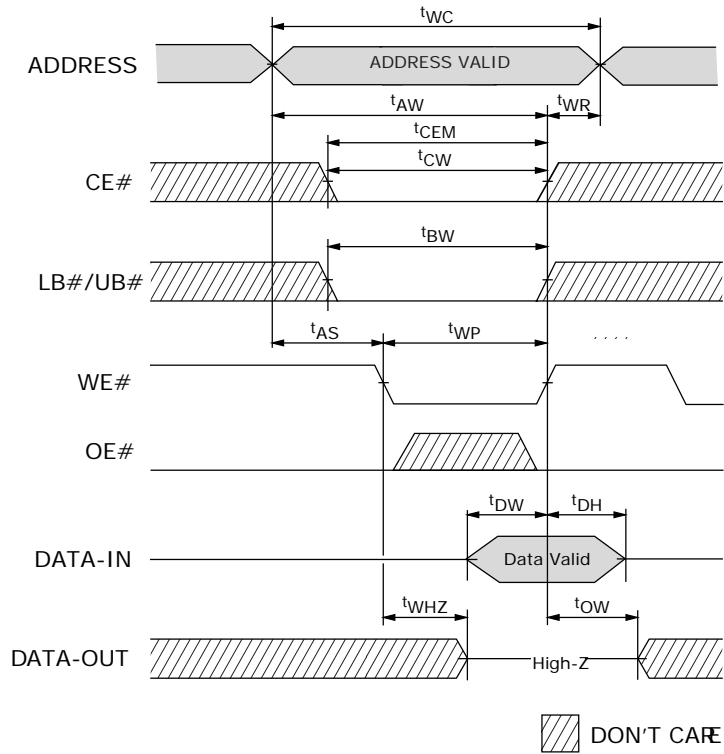 tWC
ADDRESS
ADDRESS VALID
tAW
tWR
tCEM
CE#
tCW
LB#/UB#
tBW
tAS
tWP
WE#
OE#
tDW
tDH
DATA-IN
Data Valid
tWHZ
tOW
DATA-OUT
High-Z
DON'T CARE